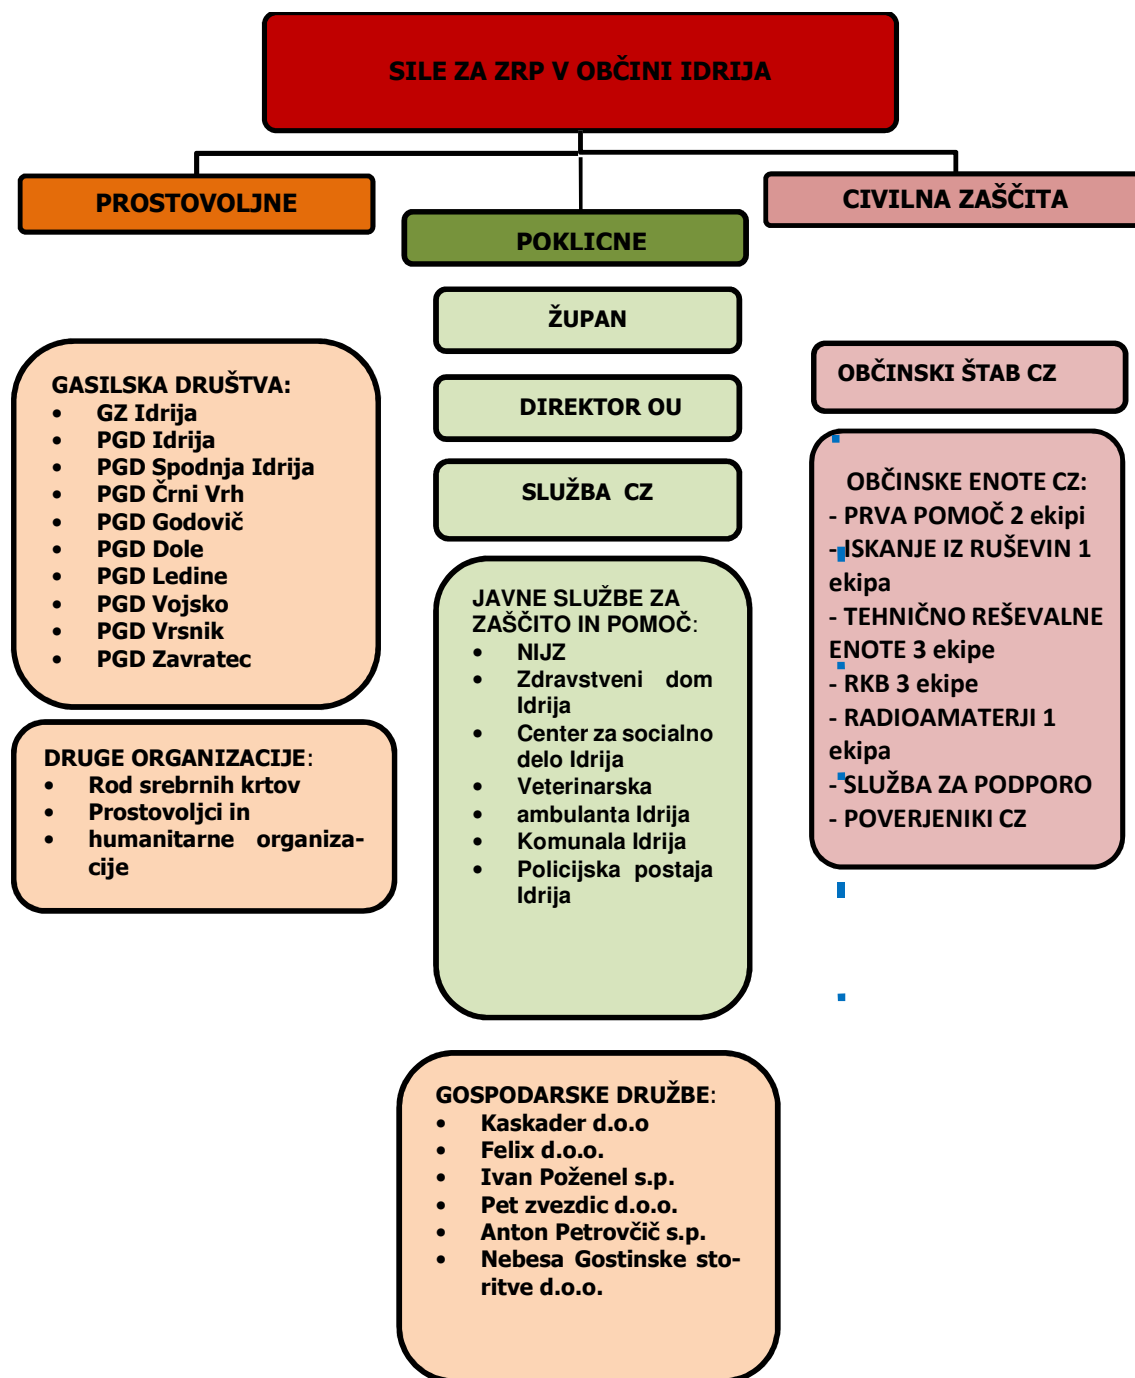 SILE ZA ZRP V OBČINI IDRIJA
PROSTOVOLJNE
POKLICNE
CIVILNA ZAŠČITA
GASILSKA DRUŠTVA:
• GZ Idrija
• PGD Idrija
• PGD Spodnja Idrija
• PGD Črni Vrh
• PGD Godovič
• PGD Dole
• PGD Ledine
• PGD Vojsko
• PGD Vrsnik
• PGD Zavratec
DRUGE ORGANIZACIJE:
• Rod srebrnih krtov
• Prostovoljci in
• humanitarne organiza-
cije
ŽUPAN
DIREKTOR OU
SLUŽBA CZ
JAVNE SLUŽBE ZA
ZAŠČITO IN POMOČ:
• NIJZ
• Zdravstveni dom
Idrija
• Center za socialno
delo Idrija
• Veterinarska
• ambulanta Idrija
• Komunala Idrija
• Policijska postaja
Idrija
GOSPODARSKE DRUŽBE:
• Kaskader d.o.o
• Felix d.o.o.
• Ivan Poženel s.p.
• Pet zvezdic d.o.o.
• Anton Petrovčič s.p.
• Nebesa Gostinske sto-
ritve d.o.o.
OBČINSKI ŠTAB CZ
OBČINSKE ENOTE CZ:
- PRVA POMOČ 2 ekipi
- ISKANJE IZ RUŠEVIN 1
ekipa
- TEHNIČNO REŠEVALNE
ENOTE 3 ekipe
- RKB 3 ekipe
- RADIOAMATERJI 1
ekipa
- SLUŽBA ZA PODPORO
- POVERJENIKI CZ